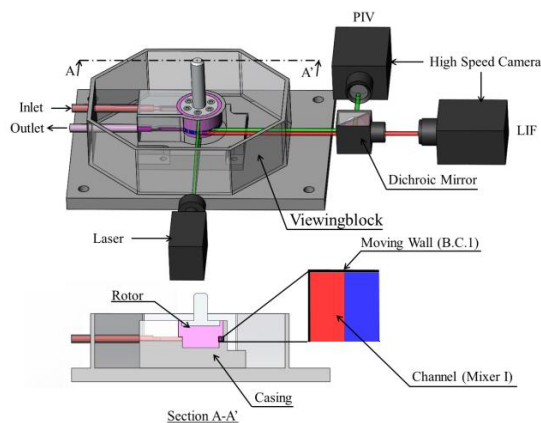 PIV
A
A'
High Speed Camera
Inlet
Outlet
LIF
Dichroic Mirror
Viewingblock
Laser
Moving Wall (B.C.1)
Rotor
Channel (Mixer I)
Casing
Section A-A'